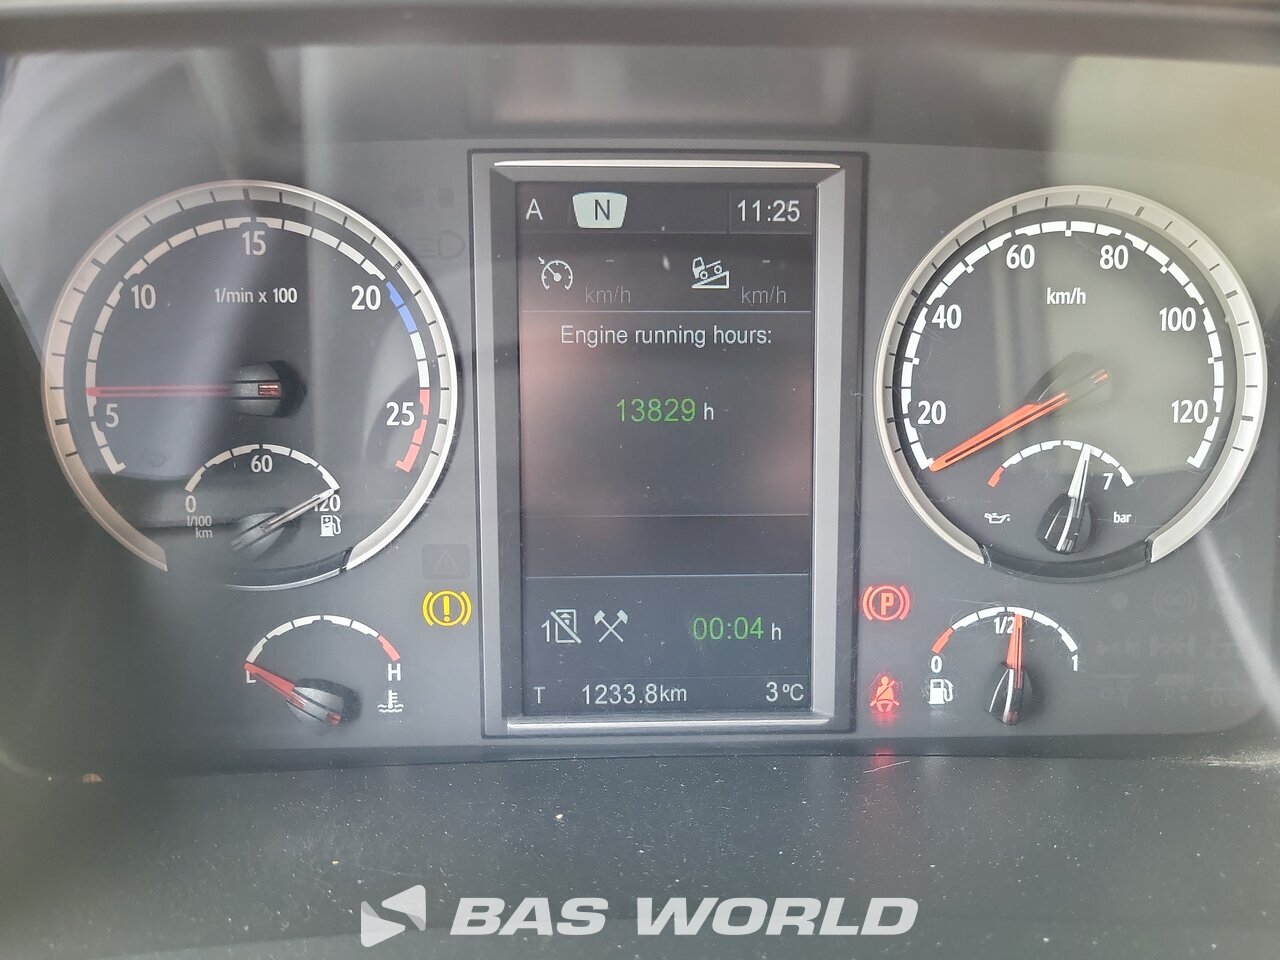 A N 11:25
km/h km/h
Engine running hours:
13829 h
1 00:04 h
T 1233.8km 3°C
5 10 15 20 25
1/min x 100
0 60 120
l/100
km
L H
20 40 60 80 100 120
km/h
7
bar
P
0 1/2 1
BAS WORLD